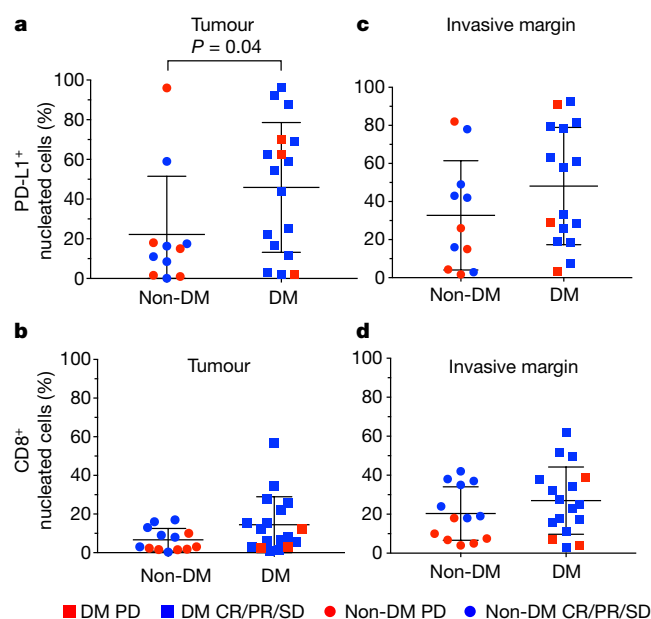 a
Tumour
P = 0.04
PD-L1+
nucleated cells (%)
100
80
60
40
20
0
Non-DM
DM
c
Invasive margin
100
80
60
40
20
0
Non-DM
DM
b
Tumour
CD8+
nucleated cells (%)
100
80
60
40
20
0
Non-DM
DM
d
Invasive margin
100
80
60
40
20
0
Non-DM
DM
DM PD DM CR/PR/SD Non-DM PD Non-DM CR/PR/SD